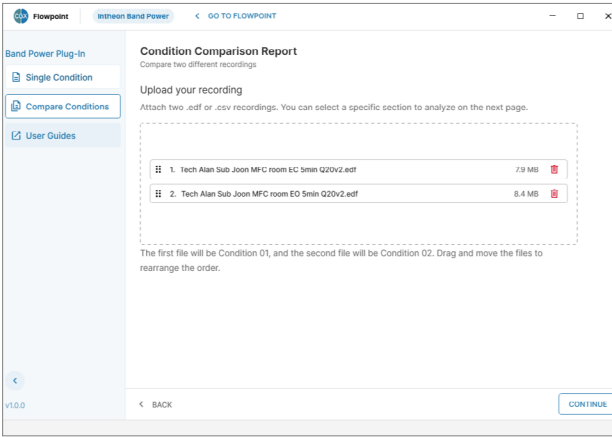 CGX Flowpoint Intheon Band Power < GO TO FLOWPOINT
Band Power Plug-In
Single Condition
Compare Conditions
User Guides
Condition Comparison Report
Compare two different recordings
Upload your recording
Attach two .edf or .csv recordings. You can select a specific section to analyze on the next page.
1. Tech Alan Sub Joon MFC room EC 5min Q20v2.edf 7.9 MB
2. Tech Alan Sub Joon MFC room EO 5min Q20v2.edf 8.4 MB
The first file will be Condition 01, and the second file will be Condition 02. Drag and move the files to
rearrange the order.
<
v1.0.0
< BACK
CONTINUE